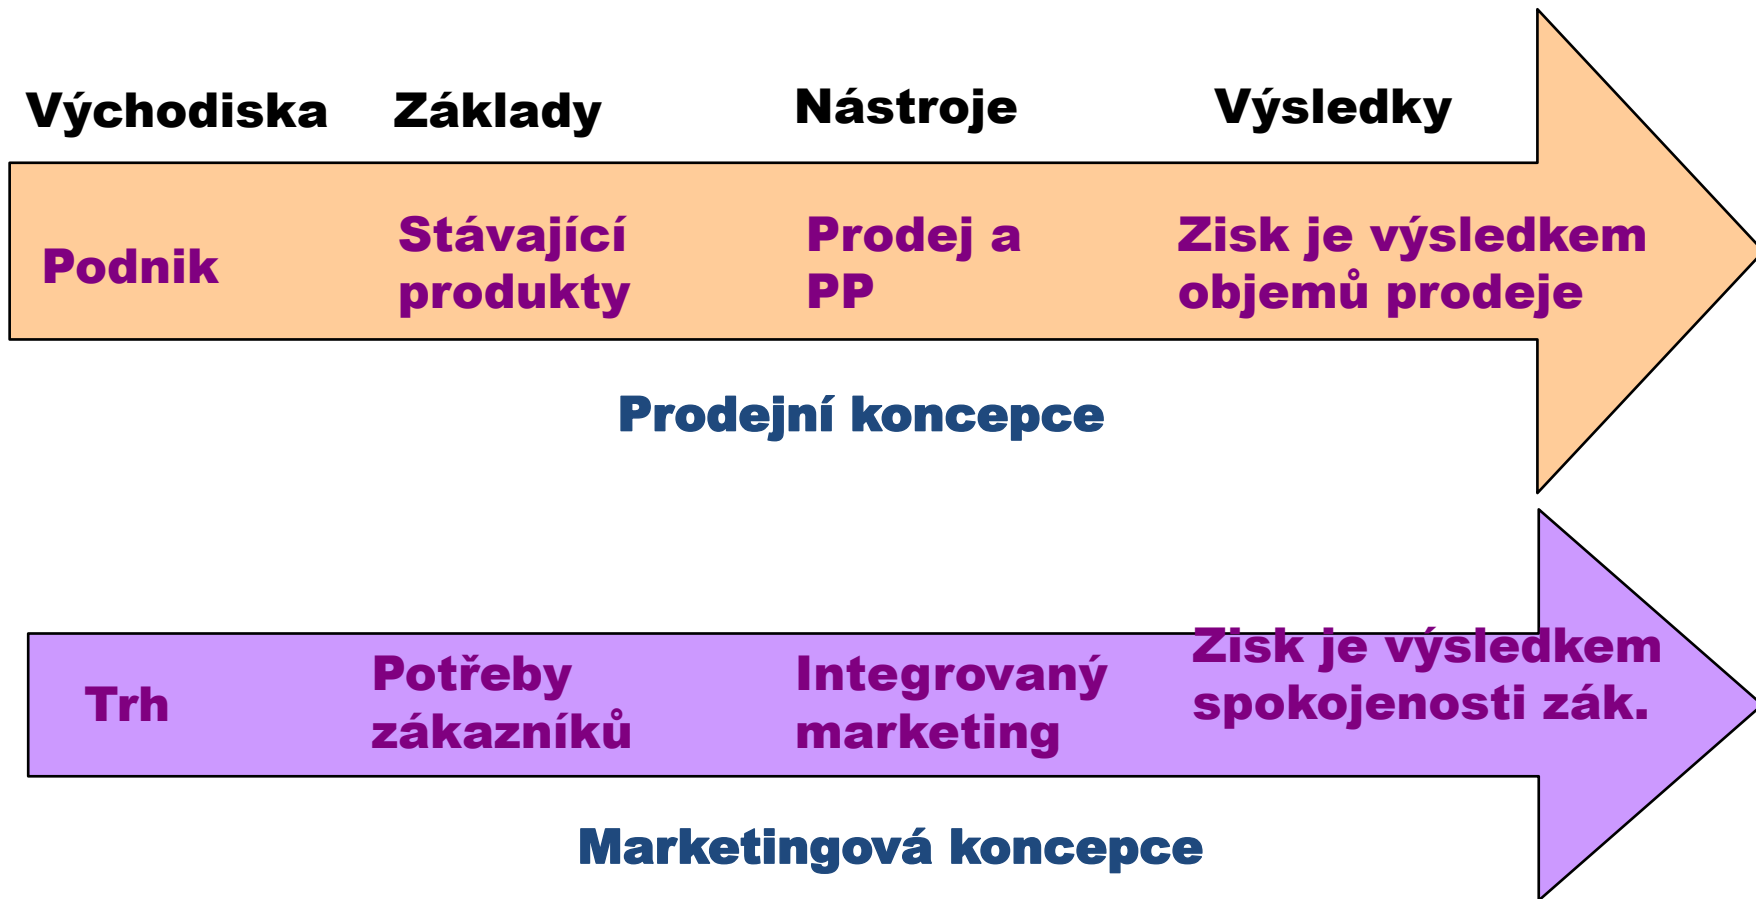 Východiska Základy Nástroje Výsledky
Podnik
Stávající
produkty
Prodej a
PP
Zisk je výsledkem
objemů prodeje
Prodejní koncepce
Trh
Potřeby
zákazníků
Integrovaný
marketing
Zisk je výsledkem
spokojenosti zák.
Marketingová koncepce